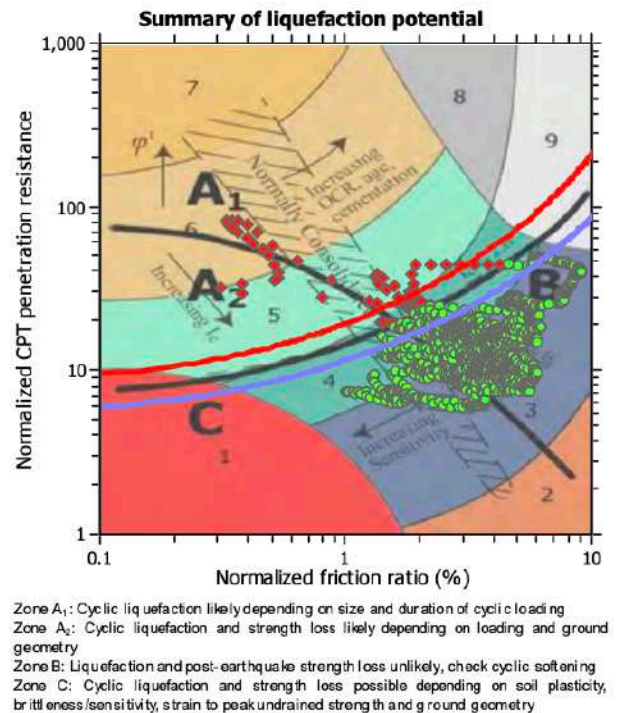 Summary of liquefaction potential
1,000
100
10
1
Normalized CPT penetration resistance
7
8
9
φ'
Increasing
OCR, age,
cementation
Normally Consolidated
A1
6
A2
Increasing Ic
5
B
4
3
C
1
Increasing
Sensitivity
2
0.1 1 10
Normalized friction ratio (%)
Zone A1: Cyclic liquefaction likely depending on size and duration of cyclic loading
Zone A2: Cyclic liquefaction and strength loss likely depending on loading and ground
geometry
Zone B: Liquefaction and post-earthquake strength loss unlikely, check cyclic softening
Zone C: Cyclic liquefaction and strength loss possible depending on soil plasticity,
brittleness/sensitivity, strain to peak undrained strength and ground geometry